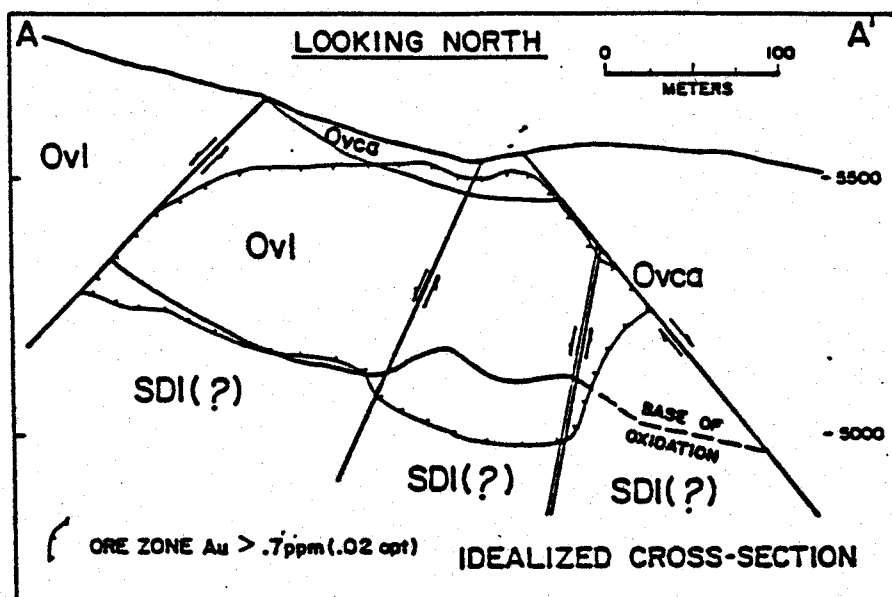 A
LOOKING NORTH
A'
0 100
METERS
Ovca
Ovl
- 5500
Ovl
Ovca
SDI(?)
BASE OF
OXIDATION
- 5000
SDI(?)
SDI(?)
ORE ZONE Au > .7ppm (.02 opt)
IDEALIZED CROSS-SECTION